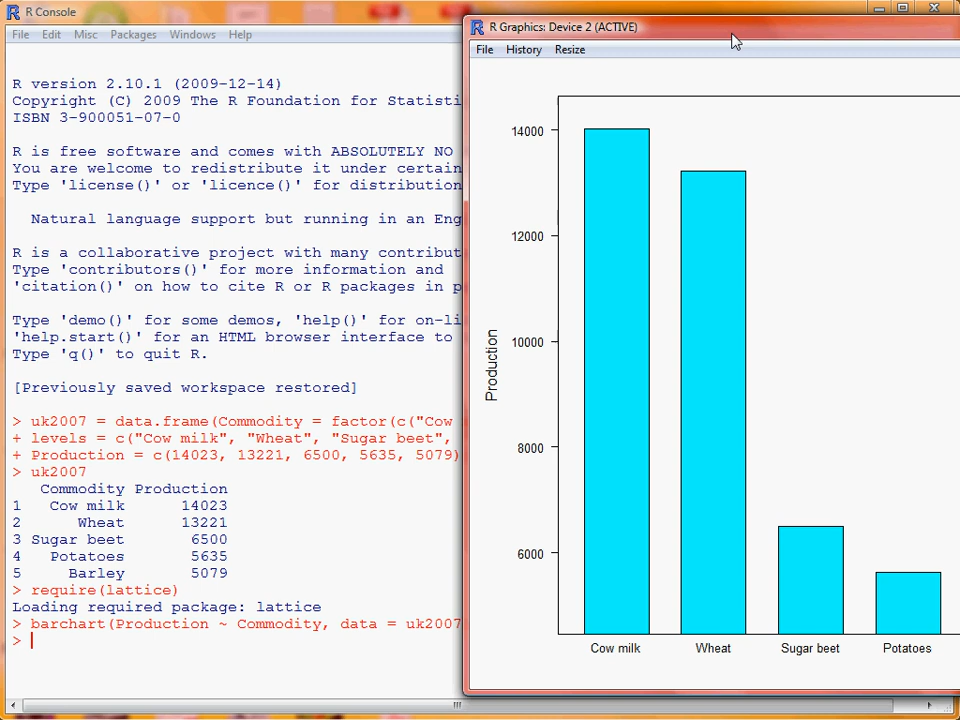 R Console
File Edit Misc Packages Windows Help
R version 2.10.1 (2009-12-14)
Copyright (C) 2009 The R Foundation for
ISBN 3-900051-07-0
R is free software and comes with ABSOLUTELY NO
You are welcome to redistribute it under certain
Type 'license()' or 'licence()' for distribution
Natural language support but running in an
R is a collaborative project with many
Type 'contributors()' for more information and
'citation()' on how to cite R or R packages in
Type 'demo()' for some demos, 'help()' for
'help.start()' for an HTML browser interface to
Type 'q()' to quit R.
[Previously saved workspace restored]
> uk2007 = data.frame(Commodity = factor(c("Cow
+ levels = c("Cow milk", "Wheat", "Sugar beet",
+ Production = c(14023, 13221, 6500, 5635, 5079)
> uk2007
Commodity Production
1 Cow milk 14023
2 Wheat 13221
3 Sugar beet 6500
4 Potatoes 5635
5 Barley 5079
> require(lattice)
Loading required package: lattice
> barchart(Production ~ Commodity, data = uk2007
>
R Graphics: Device 2 (ACTIVE)
File History Resize
14000
12000
10000
8000
6000
Production
Cow milk Wheat Sugar beet Potatoes